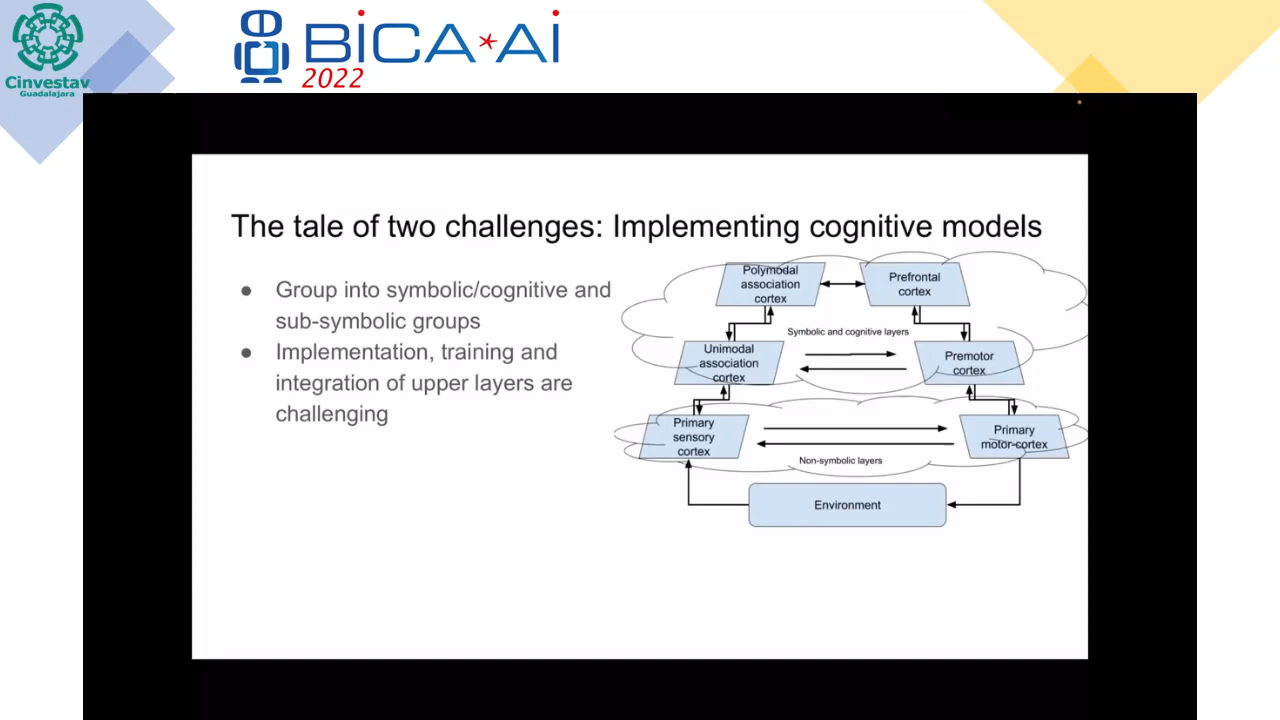 Cinvestav
Guadalajara
BiCA*Ai
2022
The tale of two challenges: Implementing cognitive models
● Group into symbolic/cognitive and
sub-symbolic groups
● Implementation, training and
integration of upper layers are
challenging
Polymodal
association
cortex
Prefrontal
cortex
Symbolic and cognitive layers
Unimodal
association
cortex
Premotor
cortex
Primary
sensory
cortex
Primary
motor-cortex
Non-symbolic layers
Environment